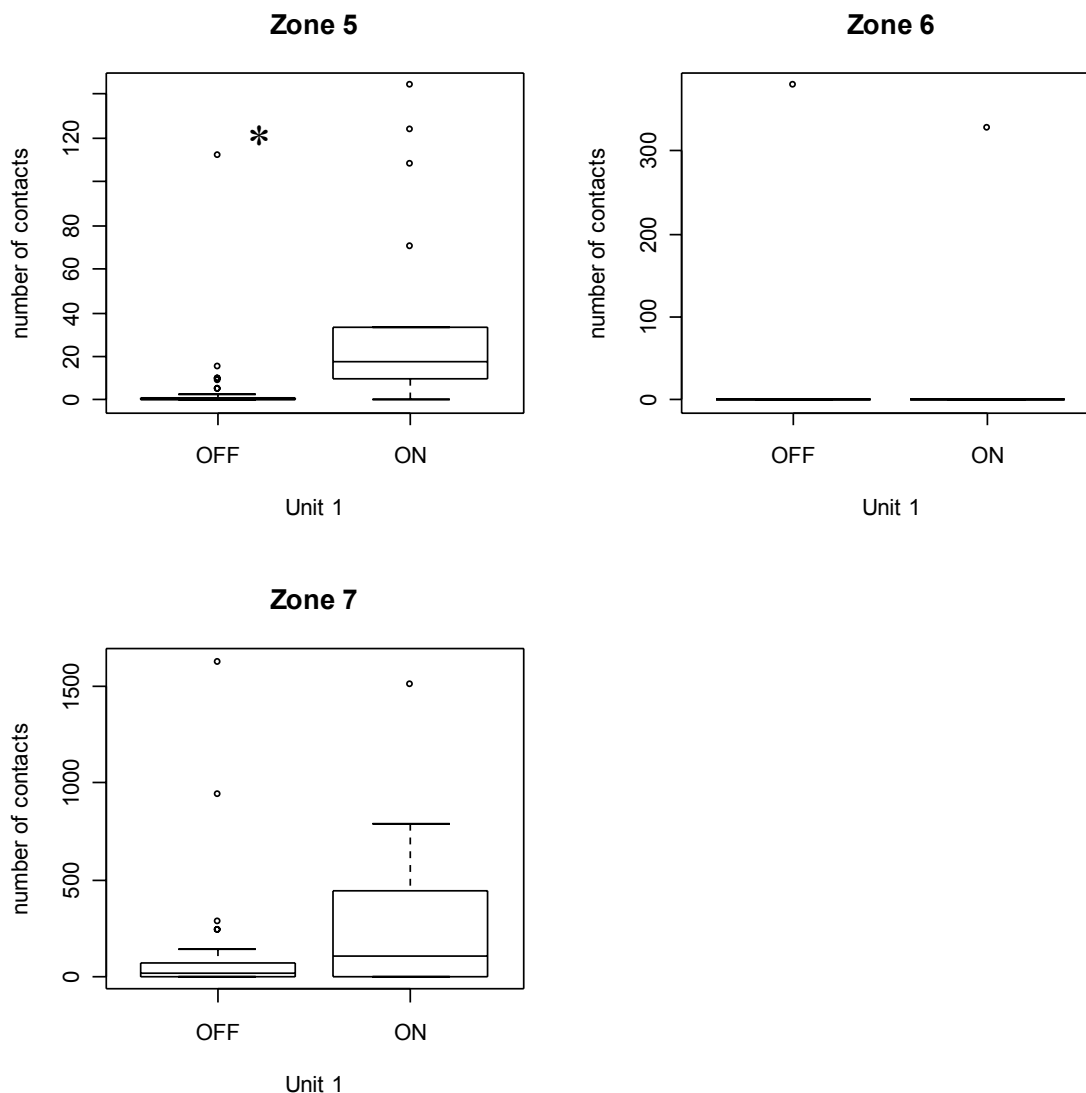 Zone 5
number of contacts
0
20
40
60
80
120
*
OFF
ON
Unit 1
Zone 6
number of contacts
0
100
200
300
OFF
ON
Unit 1
Zone 7
number of contacts
0
500
1000
1500
OFF
ON
Unit 1